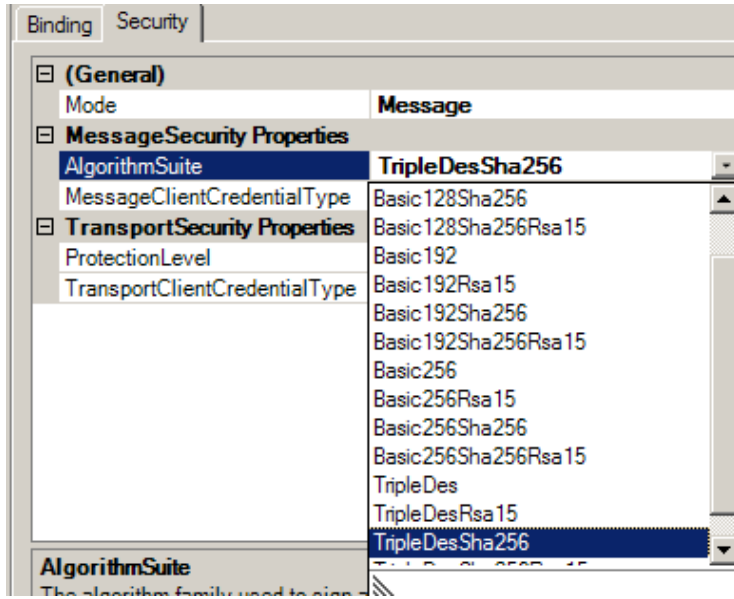 Binding Security
(General)
Mode Message
MessageSecurity Properties
AlgorithmSuite TripleDesSha256
MessageClientCredentialType
TransportSecurity Properties
ProtectionLevel
TransportClientCredentialType
Basic128Sha256
Basic128Sha256Rsa15
Basic192
Basic192Rsa15
Basic192Sha256
Basic192Sha256Rsa15
Basic256
Basic256Rsa15
Basic256Sha256
Basic256Sha256Rsa15
TripleDes
TripleDesRsa15
TripleDesSha256
AlgorithmSuite
The algorithm family used to sign